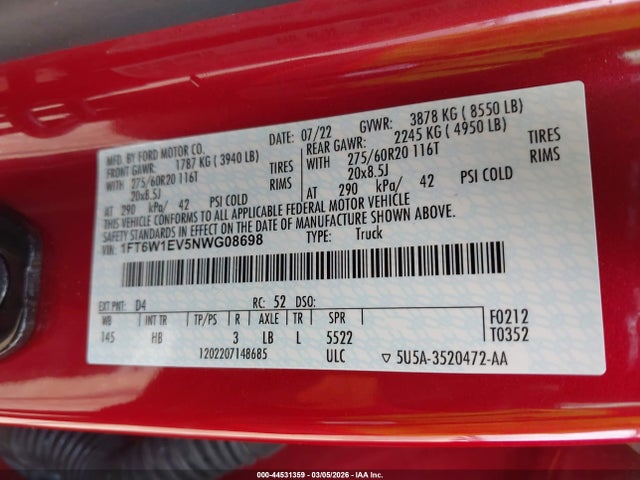 MFD. BY FORD MOTOR CO.
DATE: 07/22 GVWR: 3878 KG ( 8550 LB)
FRONT GAWR: 1787 KG ( 3940 LB)
WITH 275/60R20 116T TIRES
20x8.5J RIMS
AT 290 kPa/ 42 PSI COLD
REAR GAWR: 2245 KG ( 4950 LB)
WITH 275/60R20 116T TIRES
20x8.5J RIMS
AT 290 kPa/ 42 PSI COLD
THIS VEHICLE CONFORMS TO ALL APPLICABLE FEDERAL MOTOR VEHICLE
SAFETY STANDARDS IN EFFECT ON THE DATE OF MANUFACTURE SHOWN ABOVE.
VIN: 1FT6W1EV5NWG08698
TYPE: Truck
EXT PNT: D4 RC: 52 DSO:
WB INT TR TP/PS R AXLE TR SPR
145 HB 3 LB L 5522
1202207148685 ULC
F0212
T0352
▽ 5U5A-3520472-AA
000-44531359 | 03/05/2026 - IAA Inc.